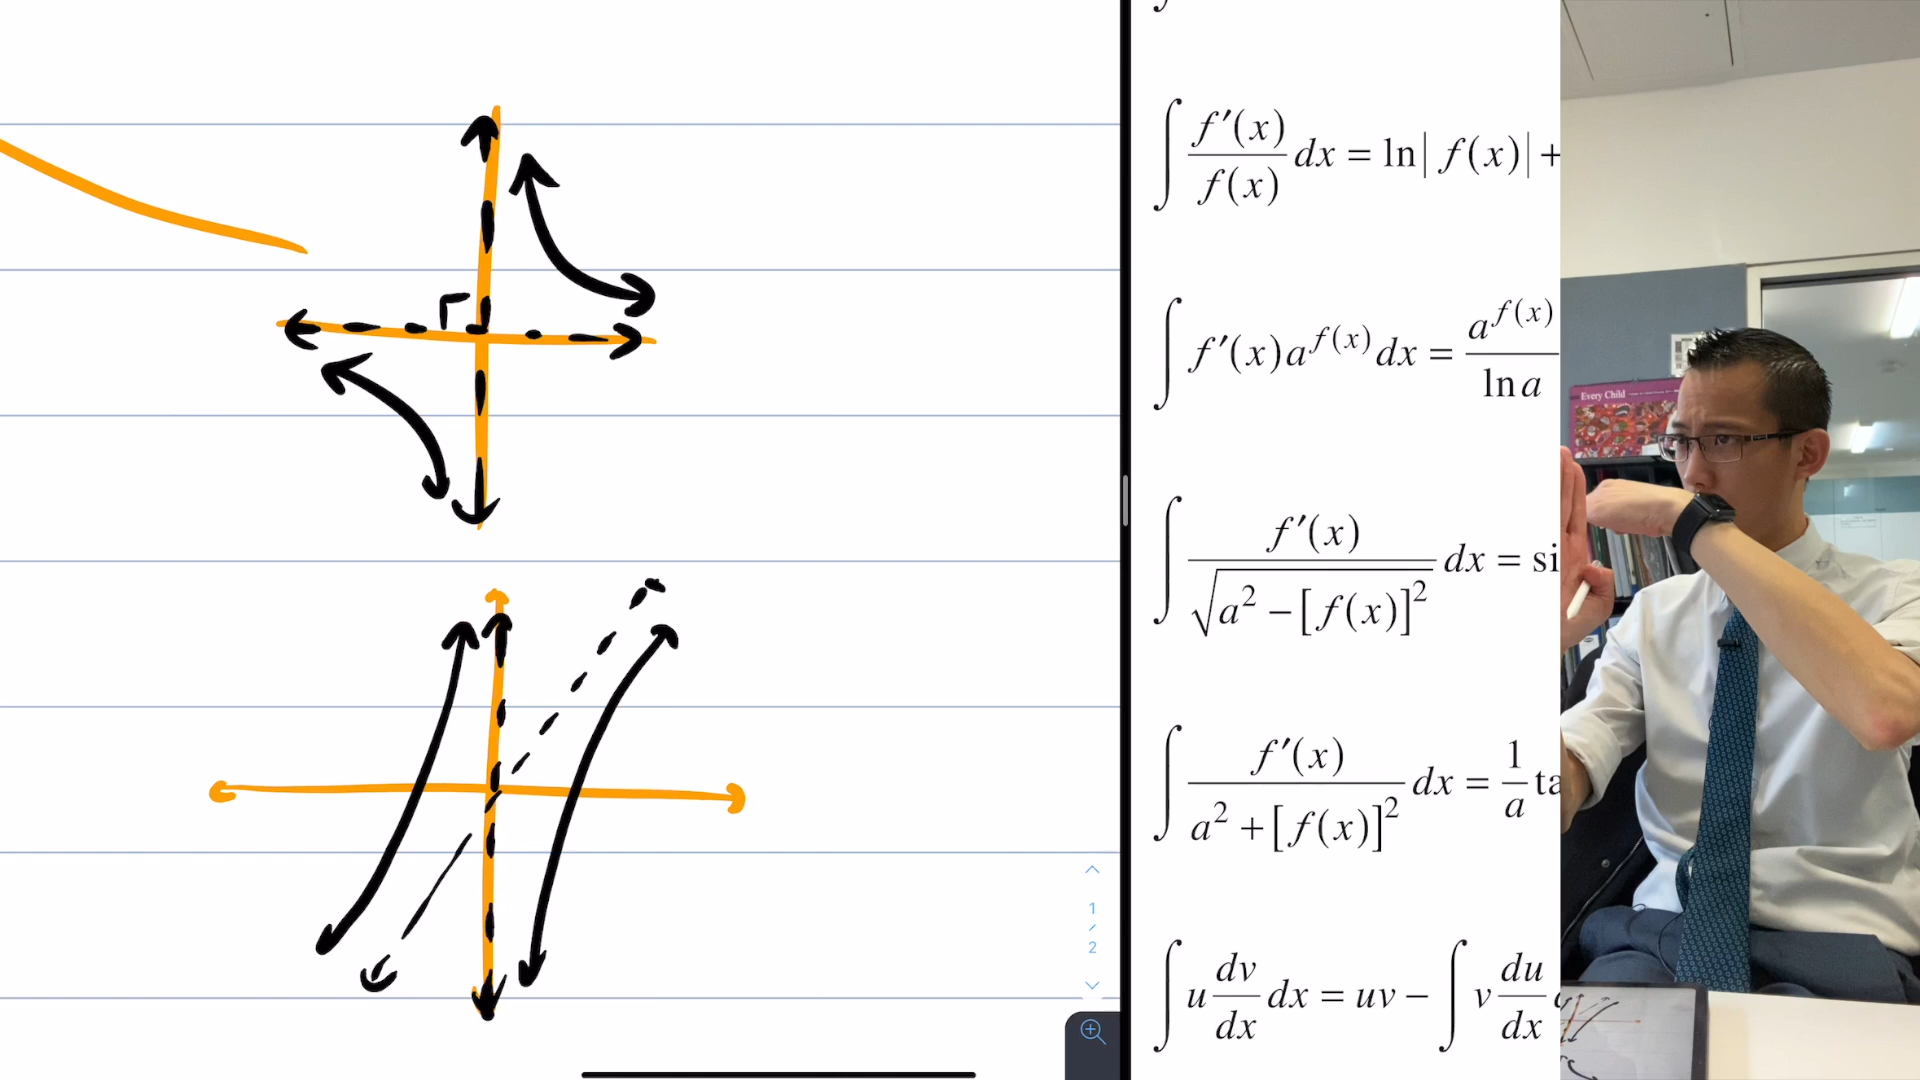 ∫ f′(x)/f(x) dx = ln| f(x)| +
∫ f′(x)a^{f(x)} dx = a^{f(x)}/ln a
∫ f′(x)/√(a² − [f(x)]²) dx = si
∫ f′(x)/(a² + [f(x)]²) dx = 1/a ta
∫ u dv/dx dx = uv − ∫ v du/dx
1
/
2
Every Child